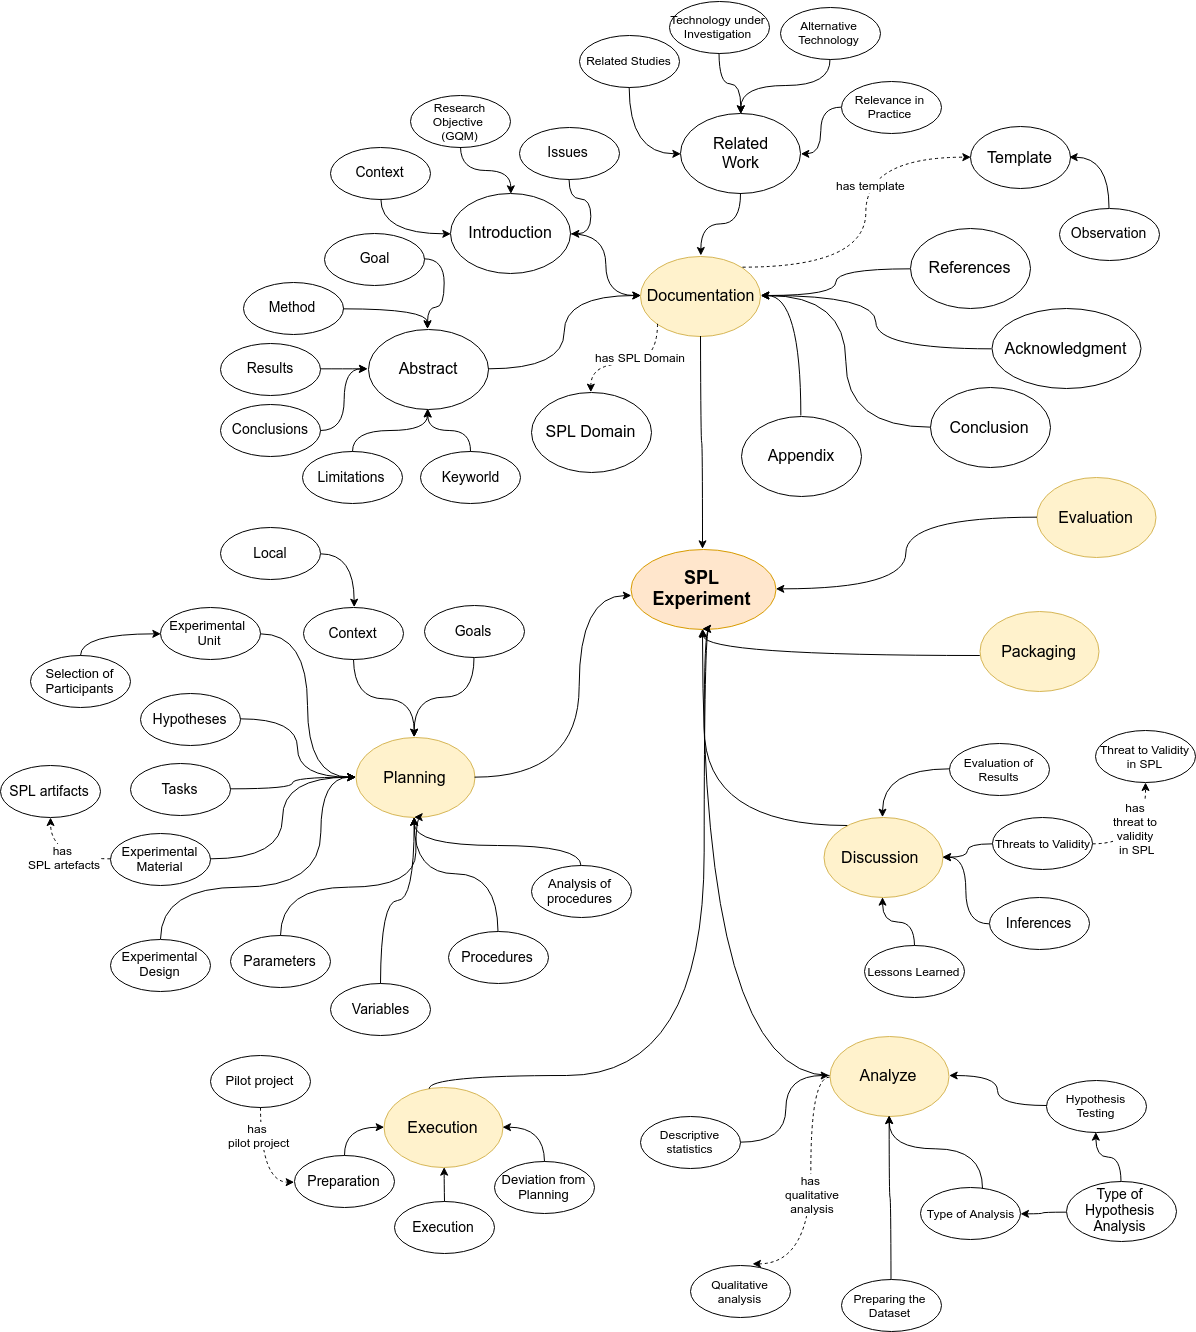 Technology under
Investigation
Alternative
Technology
Related Studies
Relevance in
Practice
Research
Objective
(GQM)
Issues
Related
Work
Template
Context
has template
Introduction
Observation
Goal
References
Documentation
Method
Acknowledgment
has SPL Domain
Results
Abstract
Conclusions
SPL Domain
Conclusion
Appendix
Limitations
Keyworld
Evaluation
Local
SPL
Experiment
Experimental
Unit
Context
Goals
Packaging
Selection of
Participants
Hypotheses
Threat to Validity
in SPL
Evaluation of
Results
Planning
SPL artifacts
Tasks
has
threat to
validity
in SPL
Threats to Validity
has
SPL artefacts
Experimental
Material
Discussion
Analysis of
procedures
Inferences
Experimental
Design
Parameters
Procedures
Lessons Learned
Variables
Pilot project
Analyze
Hypothesis
Testing
has
pilot project
Execution
Descriptive
statistics
Preparation
Deviation from
Planning
has
qualitative
analysis
Type of Analysis
Type of
Hypothesis
Analysis
Execution
Qualitative
analysis
Preparing the
Dataset